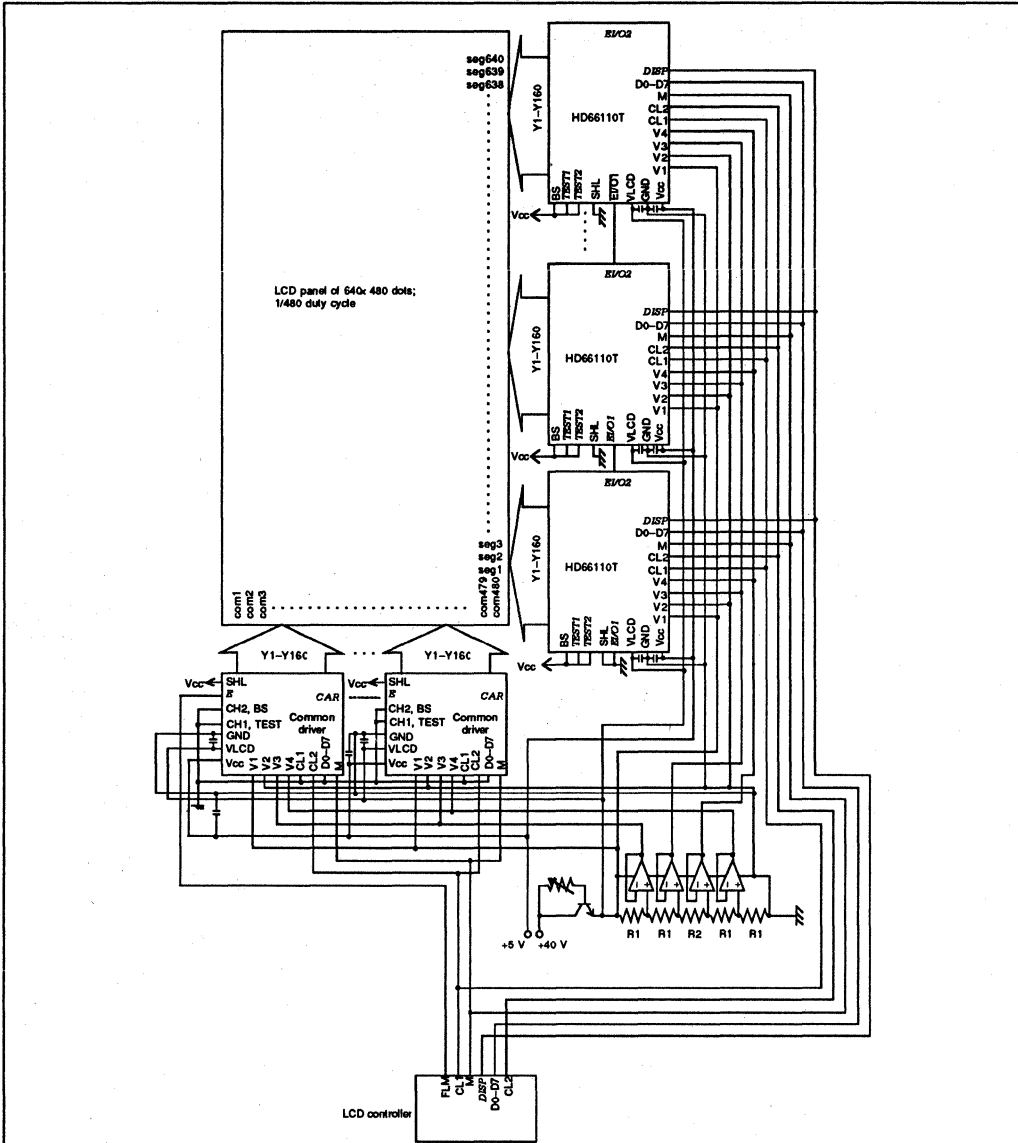 EI/O2
seg640
seg639
seg638
Y1–Y160
HD66110T
DISP
D0–D7
M
CL2
CL1
V4
V3
V2
V1
BS
TEST1
TEST2
SHL
EI/O1
VLCD
GND
Vcc
Vcc
LCD panel of 640x 480 dots;
1/480 duty cycle
EI/O2
Y1–Y160
HD66110T
DISP
D0–D7
M
CL2
CL1
V4
V3
V2
V1
BS
TEST1
TEST2
SHL
EI/O1
VLCD
GND
Vcc
Vcc
EI/O2
Y1–Y160
HD66110T
DISP
D0–D7
M
CL2
CL1
V4
V3
V2
V1
BS
TEST1
TEST2
SHL
EI/O1
VLCD
GND
Vcc
Vcc
seg3
seg2
seg1
com1
com2
com3
com479
com480
Y1–Y160
Y1–Y160
Vcc
SHL
E
CAR
CH2, BS
CH1, TEST
Common
driver
GND
VLCD
Vcc
V1
V2
V3
V4
CL1
CL2
D0–D7
M
Vcc
SHL
E
CAR
CH2, BS
CH1, TEST
Common
driver
GND
VLCD
Vcc
V1
V2
V3
V4
CL1
CL2
D0–D7
M
– +
– +
– +
– +
R1
R1
R2
R1
R1
+5 V
+40 V
FLM
CL1
M
DISP
D0–D7
CL2
LCD controller